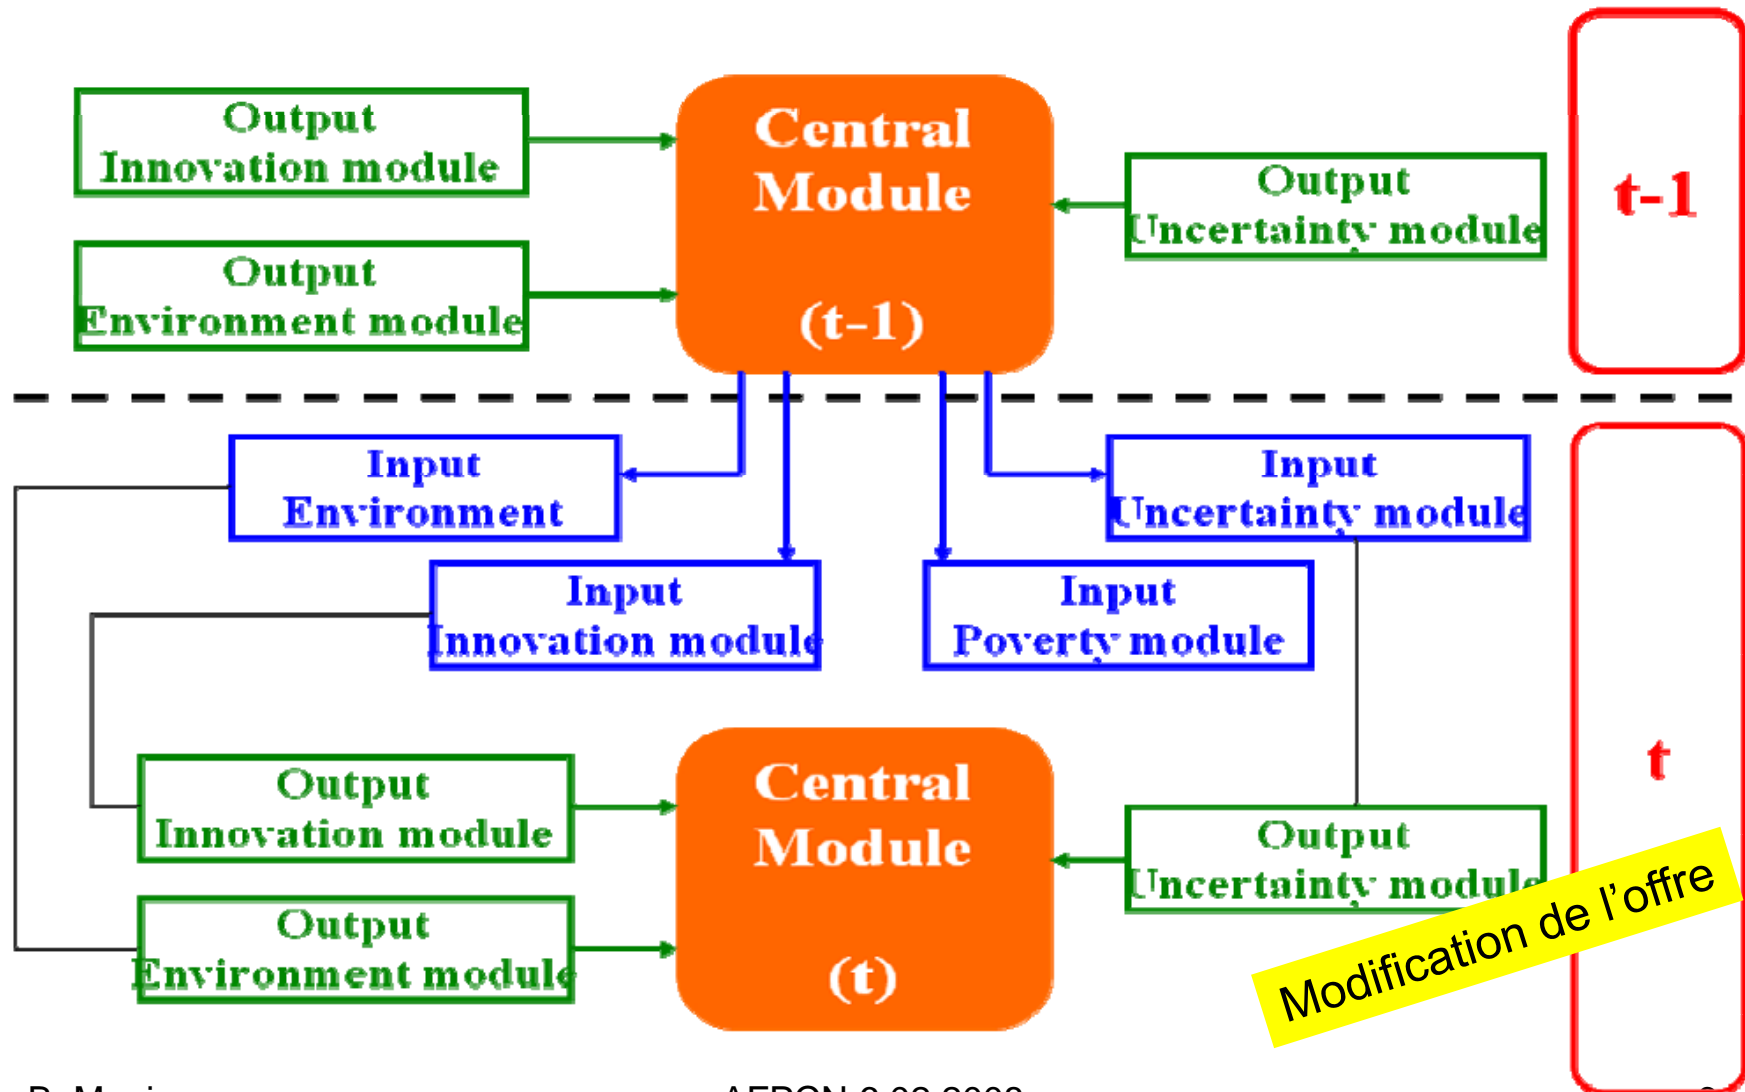 Output
Innovation module
Central
Module
(t-1)
Output
Uncertainty module
t-1
Output
Environment module
Input
Environment
Input
Uncertainty module
Input
Innovation module
Input
Poverty module
t
Output
Innovation module
Central
Module
(t)
Output
Uncertainty module
Output
Environment module
Modification de l'offre